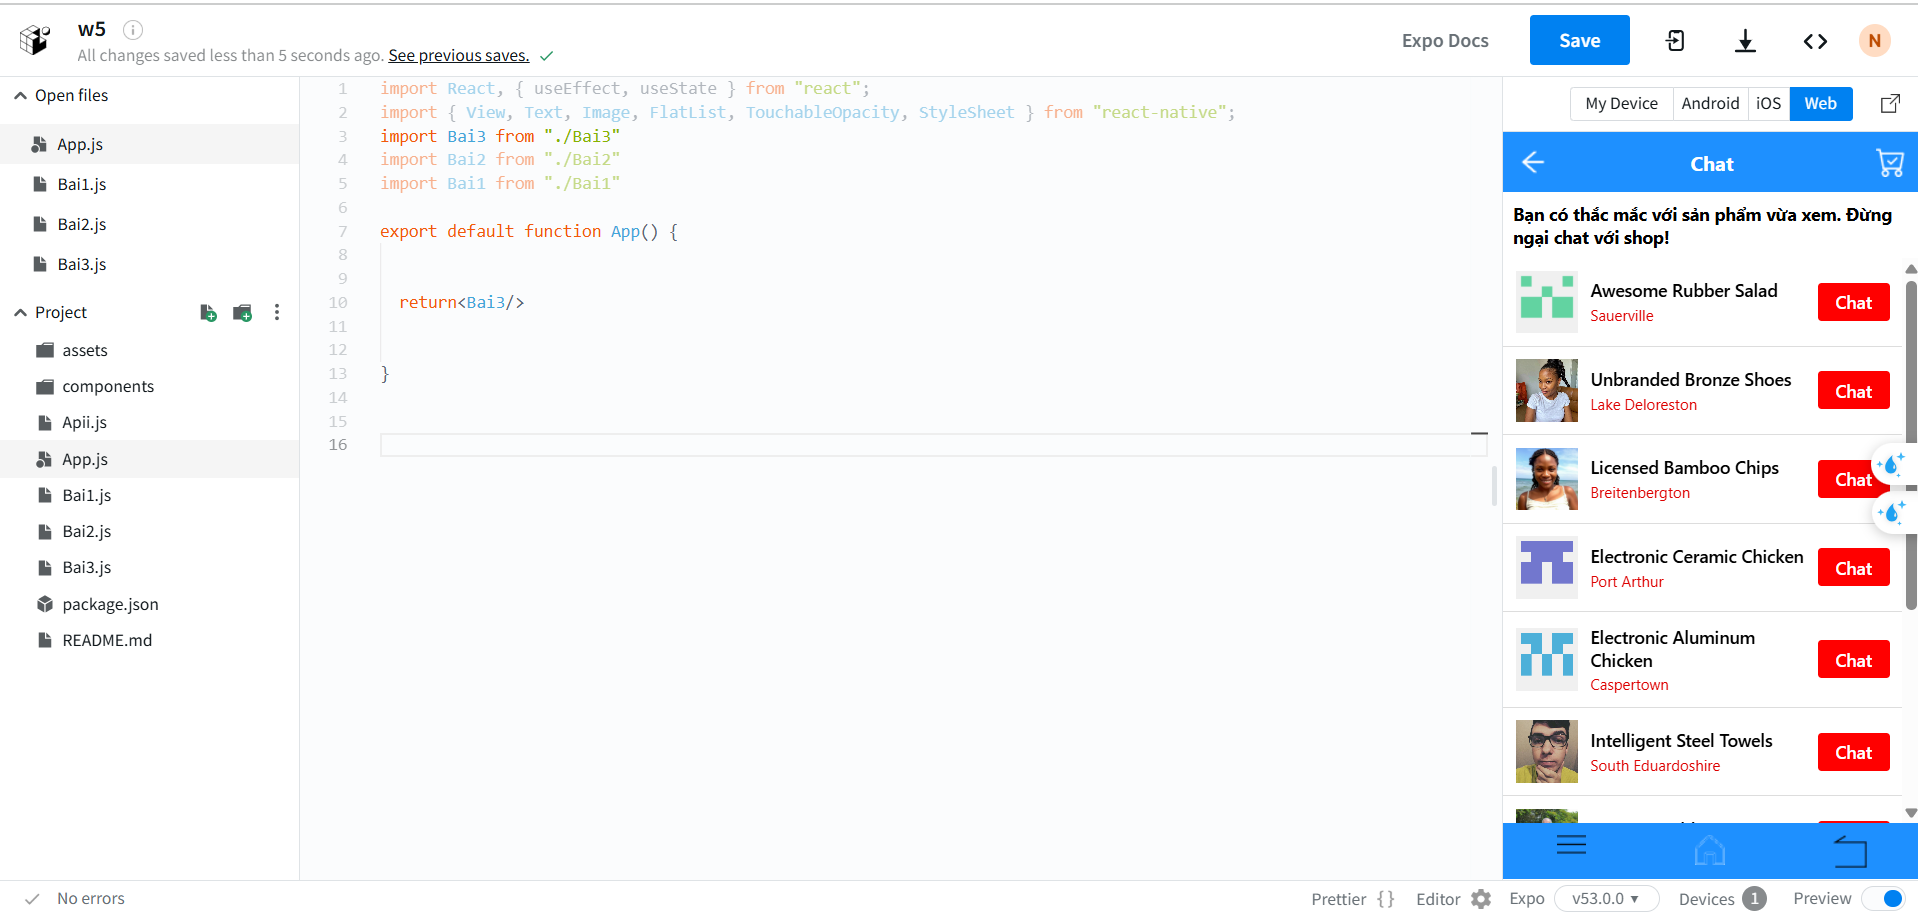 w5
All changes saved less than 5 seconds ago. See previous saves.
Expo Docs
Save
N
Open files
App.js
Bai1.js
Bai2.js
Bai3.js
Project
assets
components
Apii.js
App.js
Bai1.js
Bai2.js
Bai3.js
package.json
README.md
1 import React, { useEffect, useState } from "react";
2 import { View, Text, Image, FlatList, TouchableOpacity, StyleSheet } from "react-native";
3 import Bai3 from "./Bai3"
4 import Bai2 from "./Bai2"
5 import Bai1 from "./Bai1"
6
7 export default function App() {
8
9
10 return<Bai3/>
11
12
13 }
14
15
16
My Device Android iOS Web
Chat
Bạn có thắc mắc với sản phẩm vừa xem. Đừng
ngại chat với shop!
Awesome Rubber Salad
Sauerville
Chat
Unbranded Bronze Shoes
Lake Deloreston
Chat
Licensed Bamboo Chips
Breitenbergton
Chat
Electronic Ceramic Chicken
Port Arthur
Chat
Electronic Aluminum
Chicken
Caspertown
Chat
Intelligent Steel Towels
South Eduardoshire
Chat
No errors
Prettier { } Editor Expo v53.0.0 Devices 1 Preview